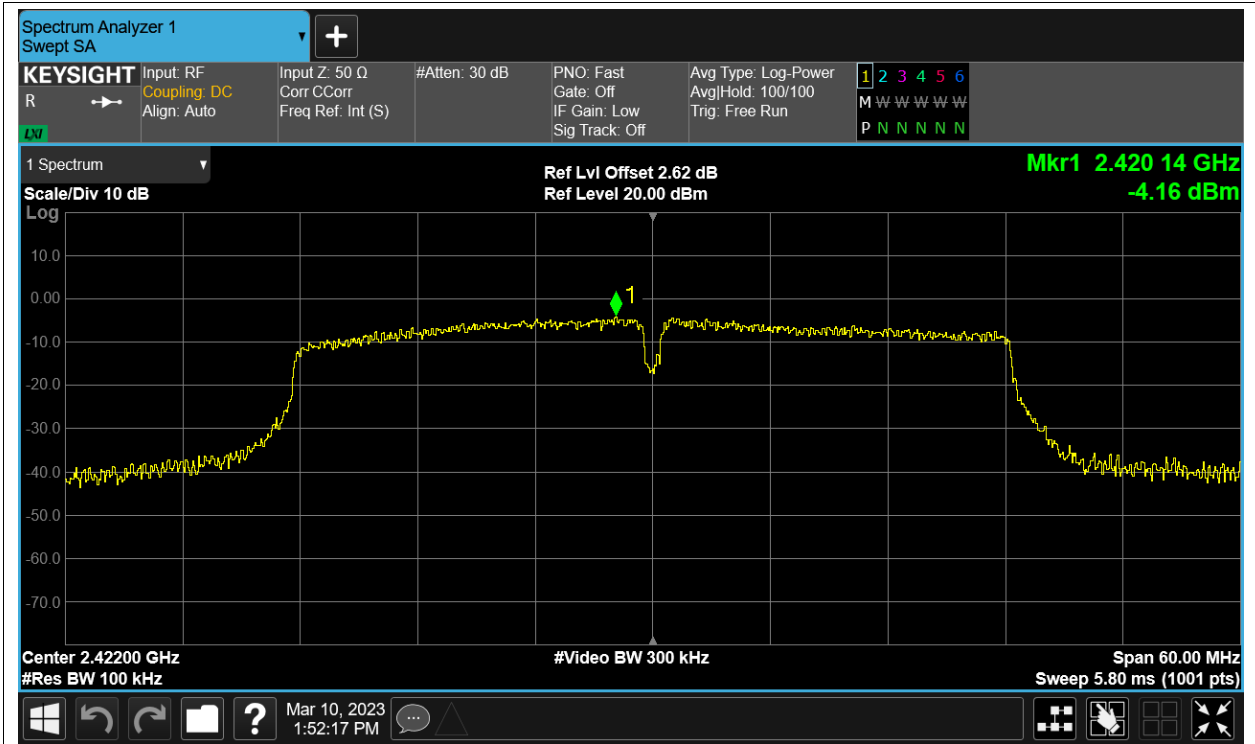 Spectrum Analyzer 1
Swept SA
KEYSIGHT
R
LXI
Input: RF
Coupling: DC
Align: Auto
Input Z: 50 Ω
Corr CCorr
Freq Ref: Int (S)
#Atten: 30 dB
PNO: Fast
Gate: Off
IF Gain: Low
Sig Track: Off
Avg Type: Log-Power
Avg|Hold: 100/100
Trig: Free Run
1 2 3 4 5 6
M W W W W W
P N N N N N
1 Spectrum
Scale/Div 10 dB
Log
Ref Lvl Offset 2.62 dB
Ref Level 20.00 dBm
Mkr1 2.420 14 GHz
-4.16 dBm
10.0
0.00
1
-10.0
-20.0
-30.0
-40.0
-50.0
-60.0
-70.0
Center 2.42200 GHz
#Video BW 300 kHz
Span 60.00 MHz
#Res BW 100 kHz
Sweep 5.80 ms (1001 pts)
?
Mar 10, 2023
1:52:17 PM